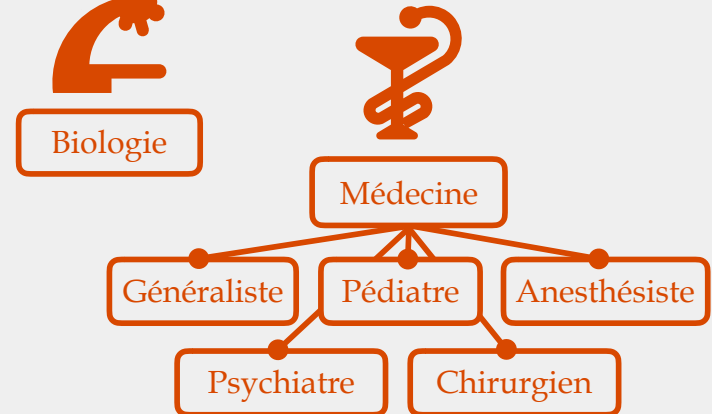 Biologie
Médecine
Généraliste
Pédiatre
Anesthésiste
Psychiatre
Chirurgien